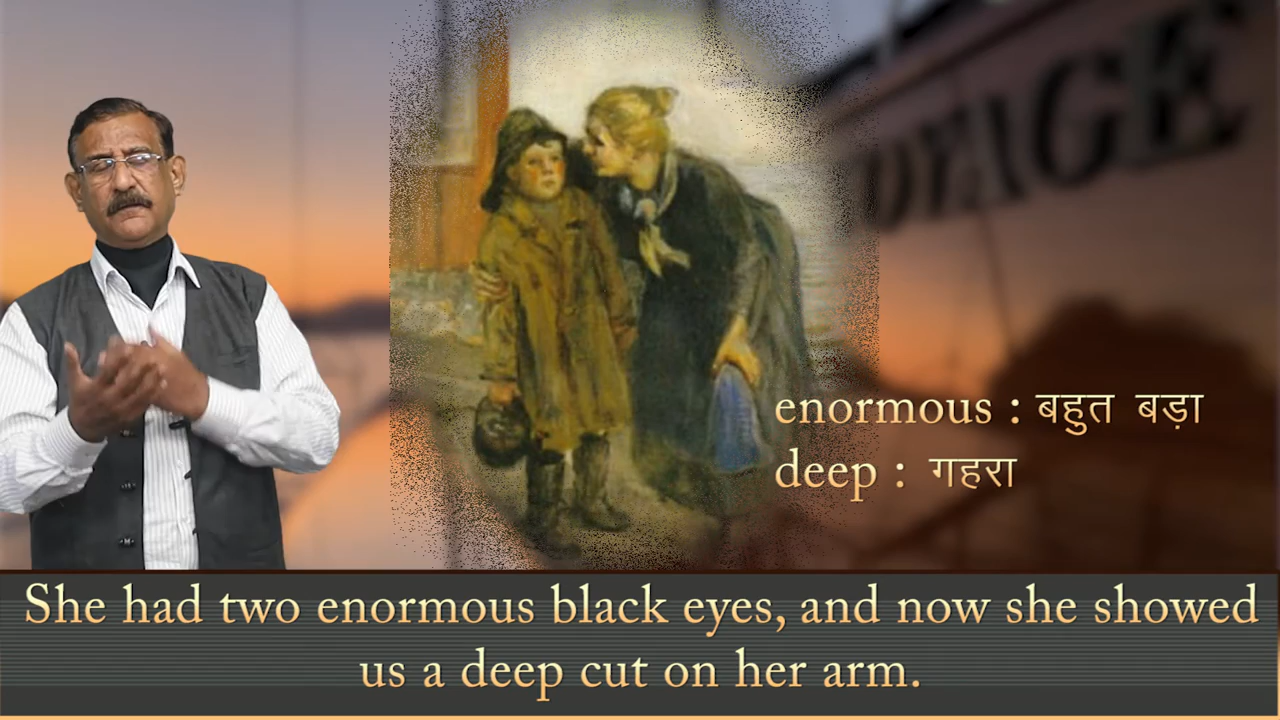 OYAGE
enormous : बहुत बड़ा
deep : गहरा
She had two enormous black eyes, and now she showed
us a deep cut on her arm.